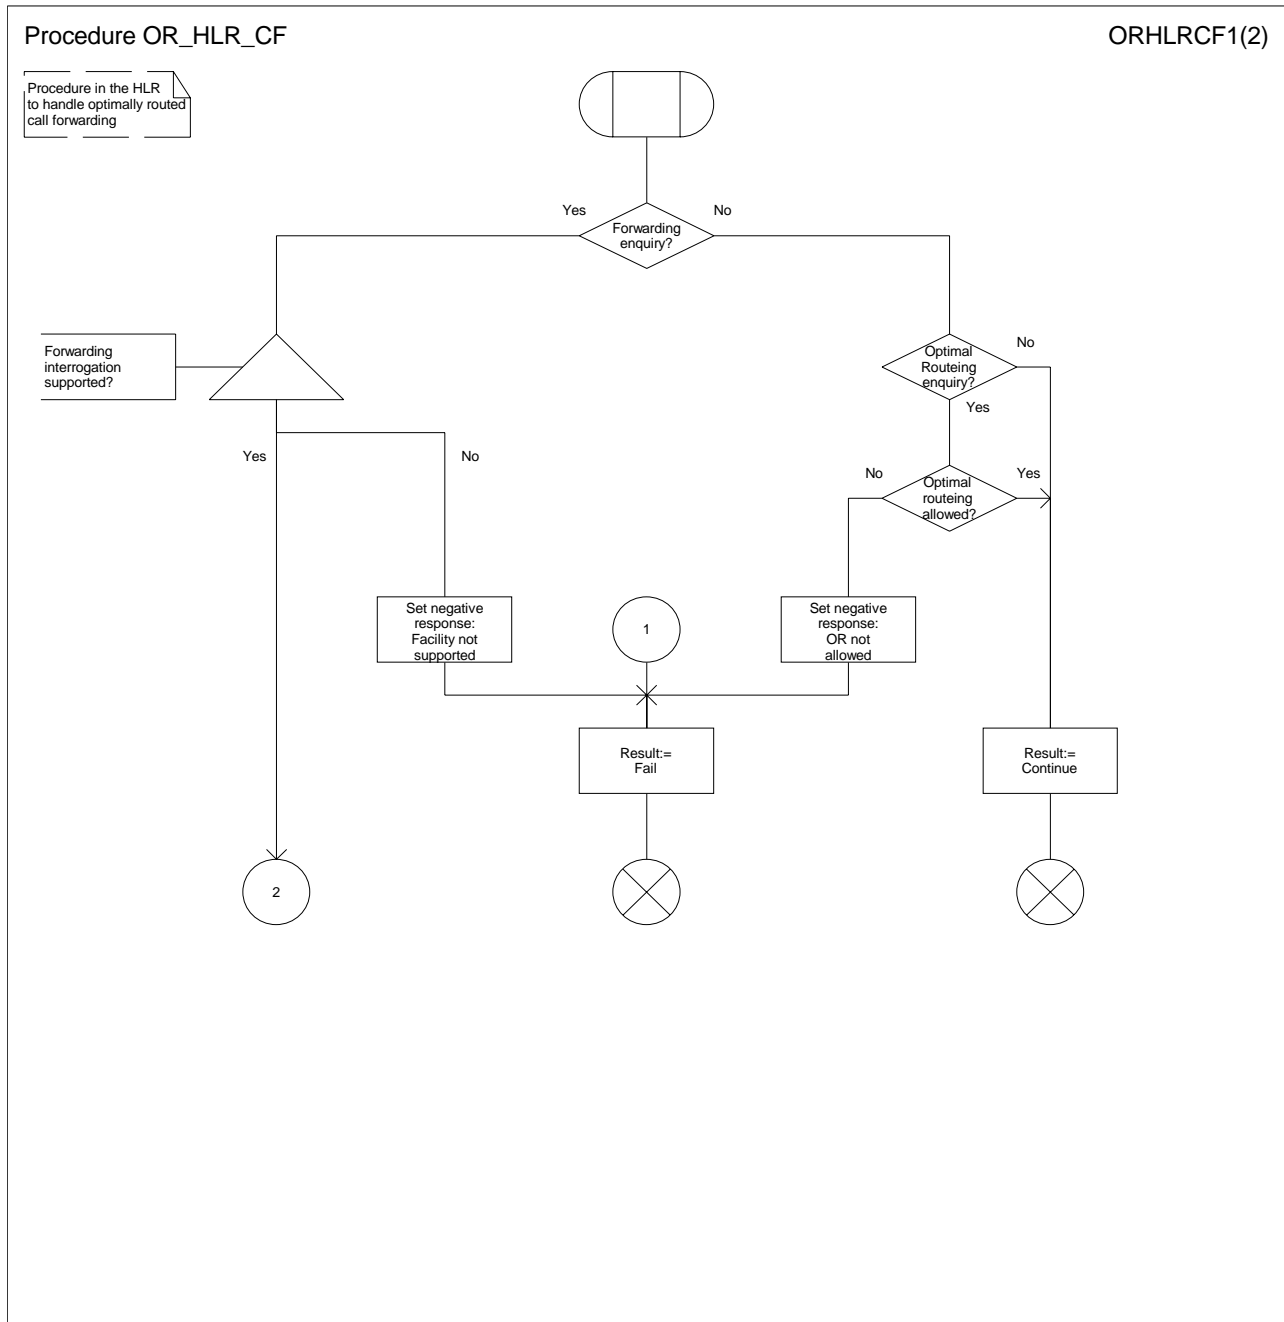 Procedure OR_HLR_CF
ORHLRCF1(2)
Procedure in the HLR
to handle optimally routed
call forwarding
Yes
No
Forwarding
enquiry?
Forwarding
interrogation
supported?
Optimal
Routeing
enquiry?
No
Yes
Yes
No
No
Optimal
routeing
allowed?
Yes
Set negative
response:
Facility not
supported
1
Set negative
response:
OR not
allowed
Result:=
Fail
Result:=
Continue
2